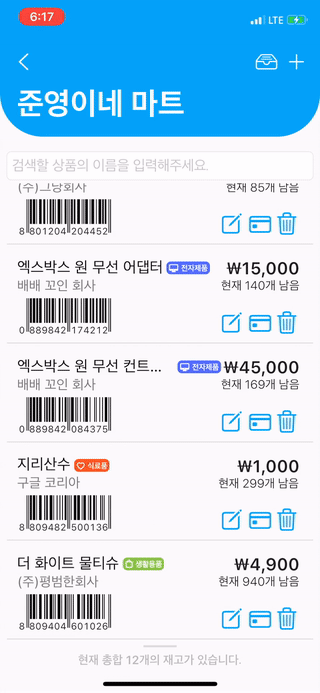 6:17
LTE
준영이네 마트
검색할 상품의 이름을 입력해주세요.
(주)그냥회사
현재 85개 남음
8 801204 204452
엑스박스 원 무선 어댑터 전자제품 ₩15,000
배배 꼬인 회사 현재 140개 남음
0 889842 174212
엑스박스 원 무선 컨트... 전자제품 ₩45,000
배배 꼬인 회사 현재 169개 남음
0 889842 084375
지리산수 식료품 ₩1,000
구글 코리아 현재 299개 남음
8 809482 500136
더 화이트 물티슈 생활용품 ₩4,900
(주)평범한회사 현재 940개 남음
8 809404 601026
현재 총합 12개의 재고가 있습니다.